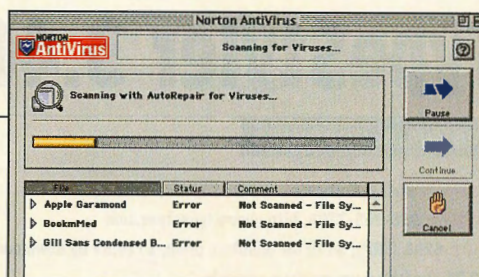 Norton AntiVirus
NORTON
AntiVirus
Scanning for Viruses...
Scanning with AutoRepair for Viruses...
Pause
Continue
Cancel
File Status Comment
Apple Garamond Error Not Scanned - File Sy...
BookmMed Error Not Scanned - File Sy...
Gill Sans Condensed B... Error Not Scanned - File Sy...